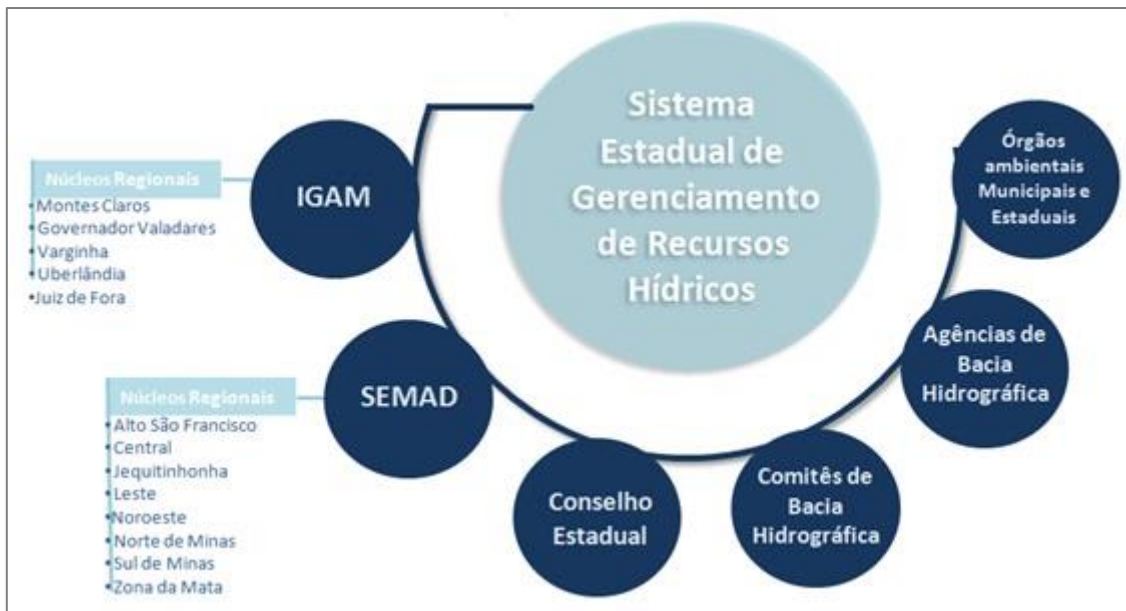 Sistema
Estadual de
Gerenciamento
de Recursos
Hídricos
IGAM
Núcleos Regionais
•Montes Claros
•Governador Valadares
•Varginha
•Uberlândia
•Juiz de Fora
SEMAD
Núcleos Regionais
•Alto São Francisco
•Central
•Jequitinhonha
•Leste
•Noroeste
•Norte de Minas
•Sul de Minas
•Zona da Mata
Conselho
Estadual
Comitês de
Bacia
Hidrográfica
Agências de
Bacia
Hidrográfica
Órgãos
ambientais
Municipais e
Estaduais